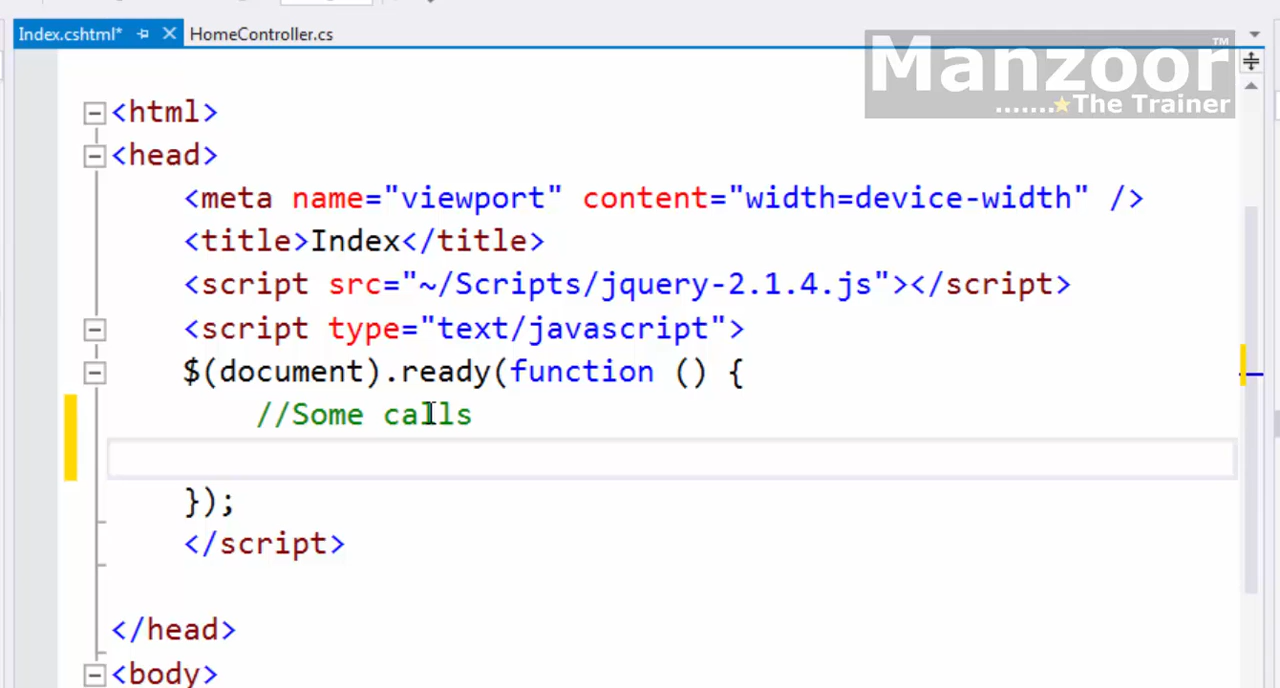 Index.cshtml* HomeController.cs
Manzoor™
.......★The Trainer
<html>
<head>
<meta name="viewport" content="width=device-width" />
<title>Index</title>
<script src="~/Scripts/jquery-2.1.4.js"></script>
<script type="text/javascript">
$(document).ready(function () {
//Some calls
});
</script>
</head>
<body>